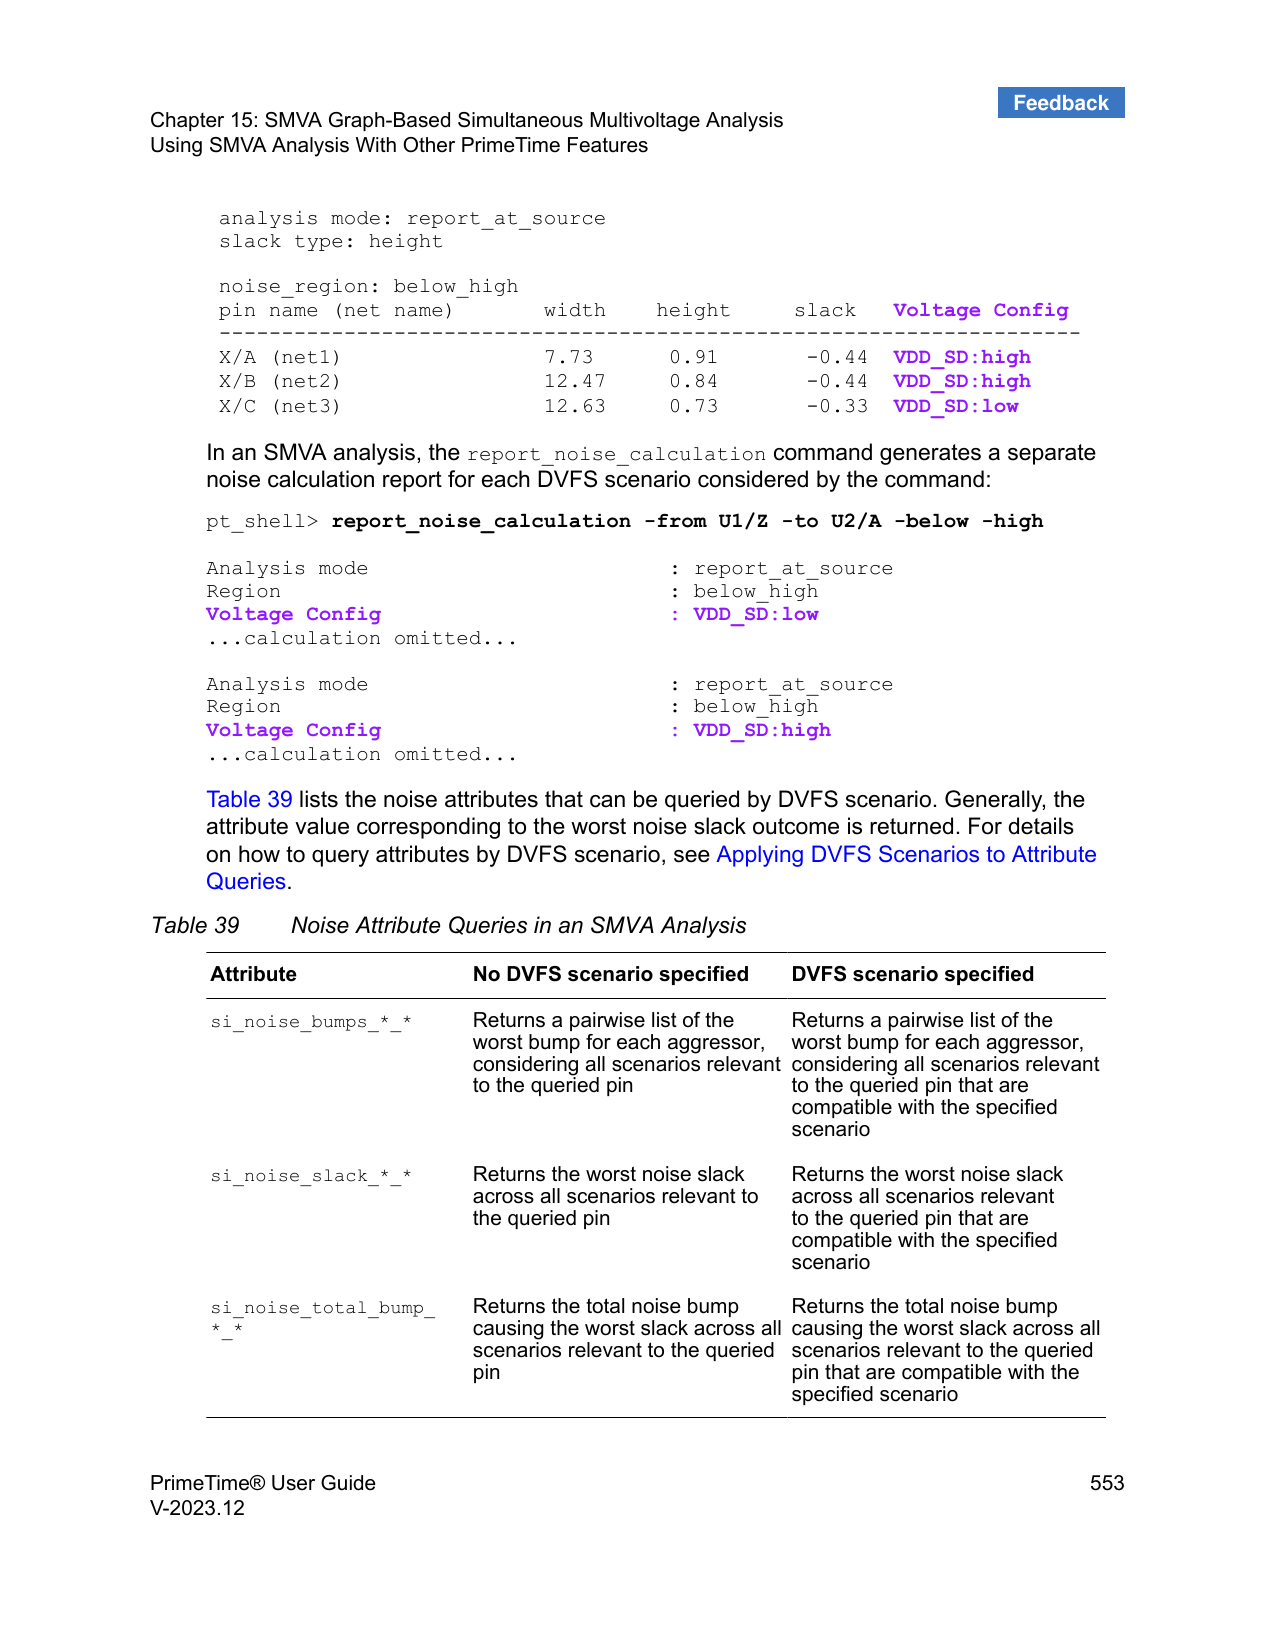 Feedback
Chapter 15: SMVA Graph-Based Simultaneous Multivoltage Analysis
Using SMVA Analysis With Other PrimeTime Features
analysis mode: report_at_source
slack type: height
noise_region: below_high
pin name (net name) width height slack Voltage Config
---------------------------------------------------------------------
X/A (net1) 7.73 0.91 -0.44 VDD_SD:high
X/B (net2) 12.47 0.84 -0.44 VDD_SD:high
X/C (net3) 12.63 0.73 -0.33 VDD_SD:low
In an SMVA analysis, the report_noise_calculation command generates a separate
noise calculation report for each DVFS scenario considered by the command:
pt_shell> report_noise_calculation -from U1/Z -to U2/A -below -high
Analysis mode : report_at_source
Region : below_high
Voltage Config : VDD_SD:low
...calculation omitted...
Analysis mode : report_at_source
Region : below_high
Voltage Config : VDD_SD:high
...calculation omitted...
Table 39 lists the noise attributes that can be queried by DVFS scenario. Generally, the
attribute value corresponding to the worst noise slack outcome is returned. For details
on how to query attributes by DVFS scenario, see Applying DVFS Scenarios to Attribute
Queries.
Table 39 Noise Attribute Queries in an SMVA Analysis
Attribute No DVFS scenario specified DVFS scenario specified
si_noise_bumps_*_* Returns a pairwise list of the Returns a pairwise list of the
worst bump for each aggressor, worst bump for each aggressor,
considering all scenarios relevant considering all scenarios relevant
to the queried pin to the queried pin that are
compatible with the specified
scenario
si_noise_slack_*_* Returns the worst noise slack Returns the worst noise slack
across all scenarios relevant to across all scenarios relevant
the queried pin to the queried pin that are
compatible with the specified
scenario
si_noise_total_bump_ Returns the total noise bump Returns the total noise bump
*_* causing the worst slack across all causing the worst slack across all
scenarios relevant to the queried scenarios relevant to the queried
pin pin that are compatible with the
specified scenario
PrimeTime® User Guide 553
V-2023.12